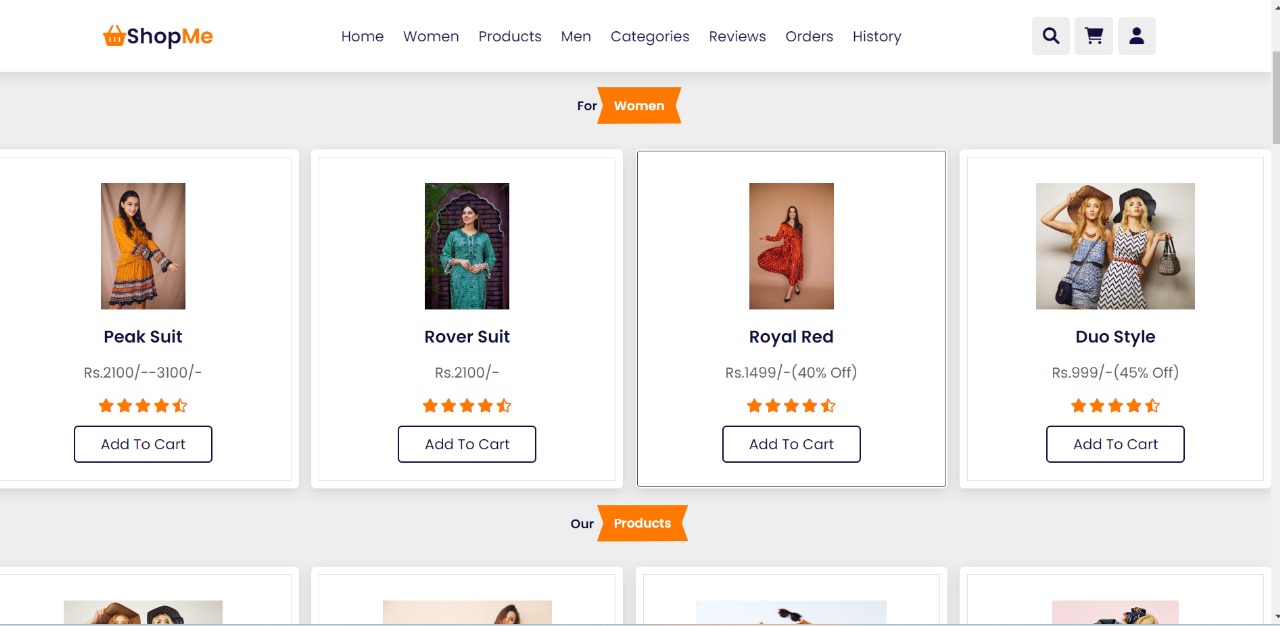 ShopMe
Home Women Products Men Categories Reviews Orders History
For Women
Peak Suit
Rs.2100/--3100/-
Add To Cart
Rover Suit
Rs.2100/-
Add To Cart
Royal Red
Rs.1499/-(40% Off)
Add To Cart
Duo Style
Rs.999/-(45% Off)
Add To Cart
Our Products